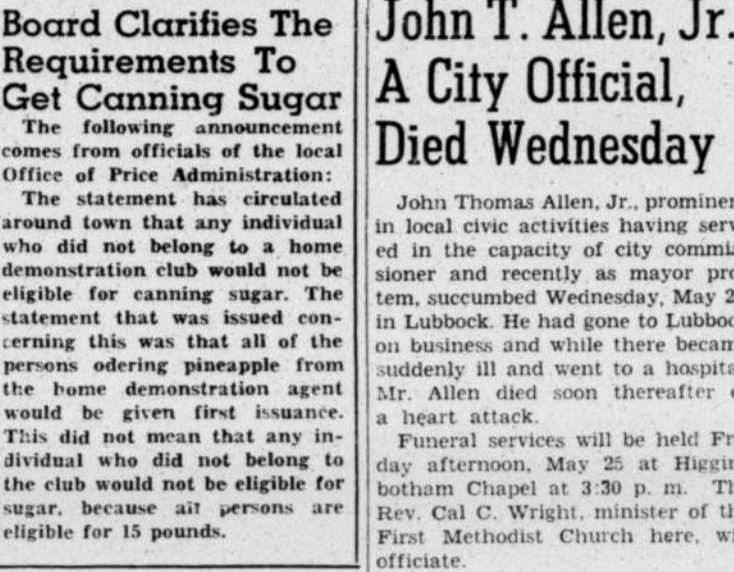 Board Clarifies The
Requirements To
Get Canning Sugar
The following announcement
comes from officials of the local
Office of Price Administration:
The statement has circulated
around town that any individual
who did not belong to a home
demonstration club would not be
eligible for canning sugar. The
statement that was issued con-
cerning this was that all of the
persons odering pineapple from
the home demonstration agent
would be given first issuance.
This did not mean that any in-
dividual who did not belong to
the club would not be eligible for
sugar, because all persons are
eligible for 15 pounds.
John T. Allen, Jr.
A City Official,
Died Wednesday
John Thomas Allen, Jr., prominen
in local civic activities having serv
ed in the capacity of city commis
sioner and recently as mayor pro
tem, succumbed Wednesday, May 2
in Lubbock. He had gone to Lubboc
on business and while there becam
suddenly ill and went to a hospita
Mr. Allen died soon thereafter
a heart attack.
Funeral services will be held Fri
day afternoon, May 25 at Higgin
botham Chapel at 3:30 p. m. Th
Rev. Cal C. Wright, minister of th
First Methodist Church here, wi
officiate.